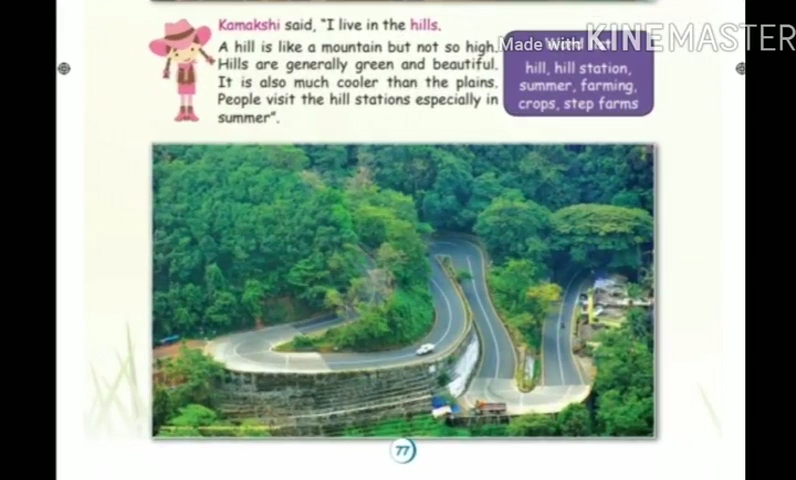 Kamakshi said, "I live in the hills.
A hill is like a mountain but not so high.
Hills are generally green and beautiful.
It is also much cooler than the plains.
People visit the hill stations especially in
summer".
Made with KINEMASTER
hill, hill station,
summer, farming,
crops, step farms
77